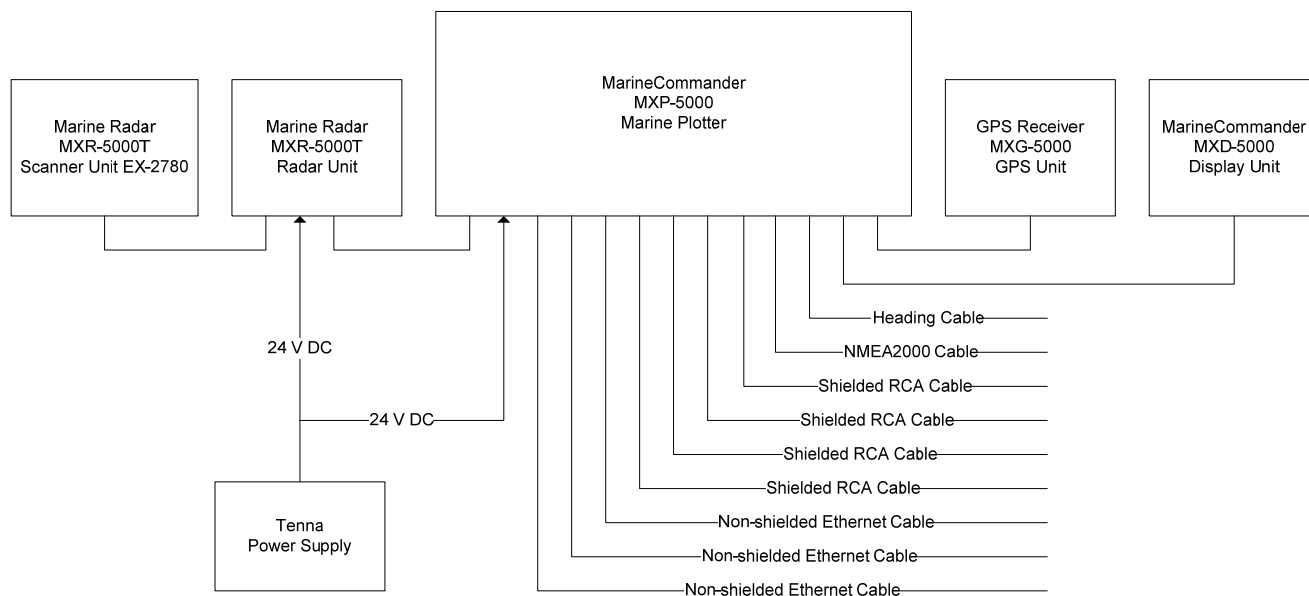 Marine Radar
MXR-5000T
Scanner Unit EX-2780
Marine Radar
MXR-5000T
Radar Unit
MarineCommander
MXP-5000
Marine Plotter
GPS Receiver
MXG-5000
GPS Unit
MarineCommander
MXD-5000
Display Unit
Heading Cable
24 V DC
NMEA2000 Cable
Shielded RCA Cable
24 V DC
Shielded RCA Cable
Shielded RCA Cable
Shielded RCA Cable
Tenna
Power Supply
Non-shielded Ethernet Cable
Non-shielded Ethernet Cable
Non-shielded Ethernet Cable